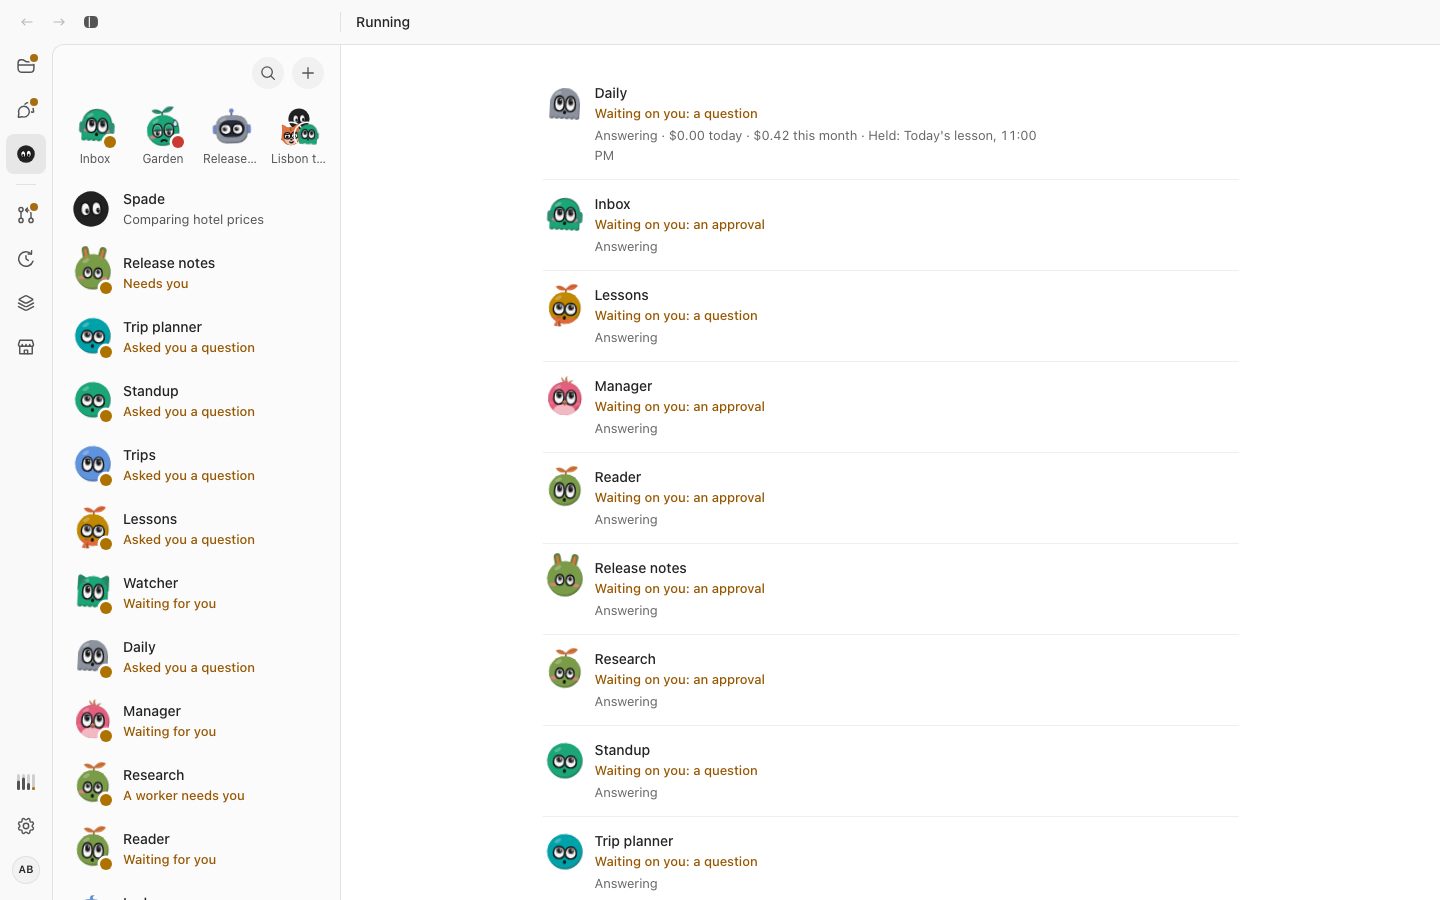 Running
Inbox
Garden
Release...
Lisbon t...
Spade
Comparing hotel prices
Release notes
Needs you
Trip planner
Asked you a question
Standup
Asked you a question
Trips
Asked you a question
Lessons
Asked you a question
Watcher
Waiting for you
Daily
Asked you a question
Manager
Waiting for you
Research
A worker needs you
Reader
Waiting for you
AB
Daily
Waiting on you: a question
Answering · $0.00 today · $0.42 this month · Held: Today's lesson, 11:00
PM
Inbox
Waiting on you: an approval
Answering
Lessons
Waiting on you: a question
Answering
Manager
Waiting on you: an approval
Answering
Reader
Waiting on you: an approval
Answering
Release notes
Waiting on you: an approval
Answering
Research
Waiting on you: an approval
Answering
Standup
Waiting on you: a question
Answering
Trip planner
Waiting on you: a question
Answering